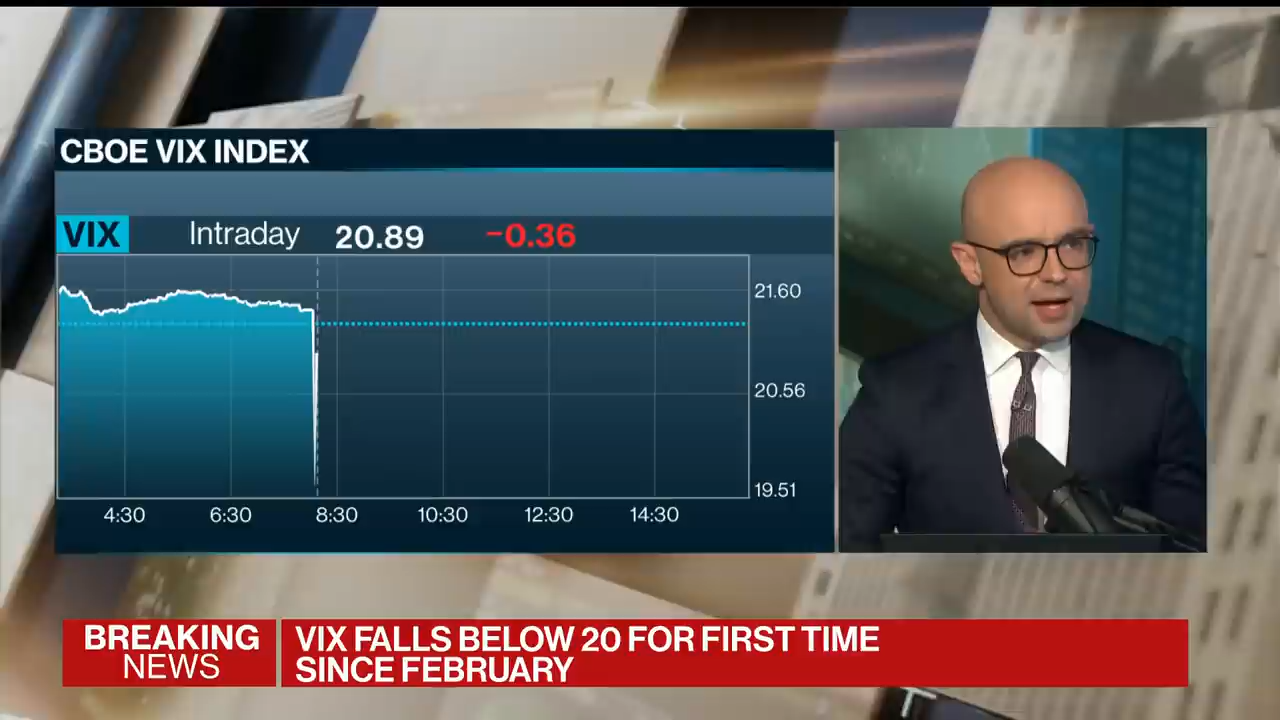 CBOE VIX INDEX
VIX Intraday 20.89 -0.36
21.60
20.56
19.51
4:30 6:30 8:30 10:30 12:30 14:30
BREAKING NEWS
VIX FALLS BELOW 20 FOR FIRST TIME
SINCE FEBRUARY